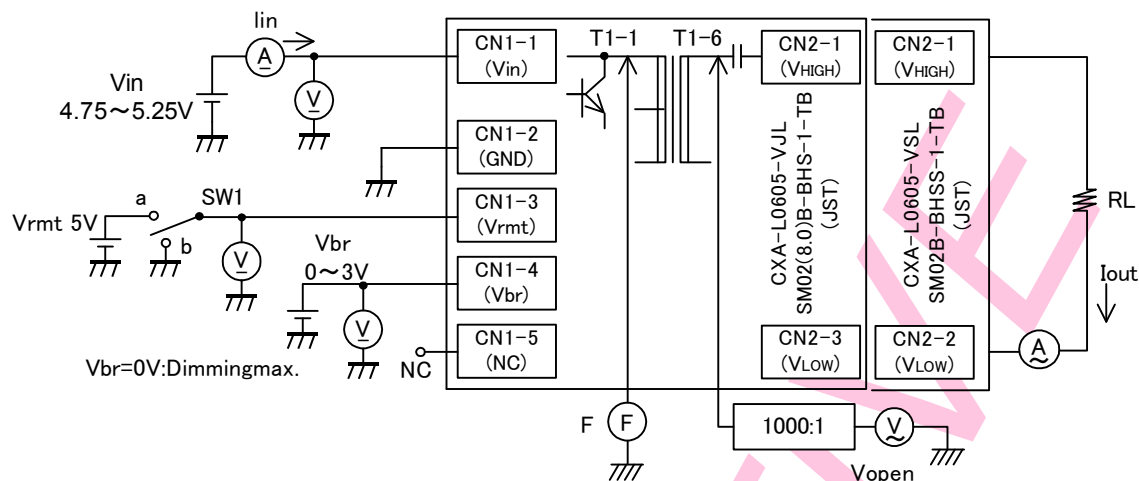 Iin
A
Vin
4.75～5.25V
V
CN1-1
(Vin)
T1-1
T1-6
CN2-1
(VHIGH)
CN2-1
(VHIGH)
CN1-2
(GND)
a
SW1
b
Vrmt 5V
V
CN1-3
(Vrmt)
Vbr
0～3V
V
CN1-4
(Vbr)
Vbr=0V:Dimmingmax.
NC
CN1-5
(NC)
CXA-L0605-VJL
SM02(8.0)B-BHS-1-TB
(JST)
CXA-L0605-VSL
SM02B-BHSS-1-TB
(JST)
RL
Iout
CN2-3
(VLOW)
CN2-2
(VLOW)
A
F
F
1000:1
V
Vopen